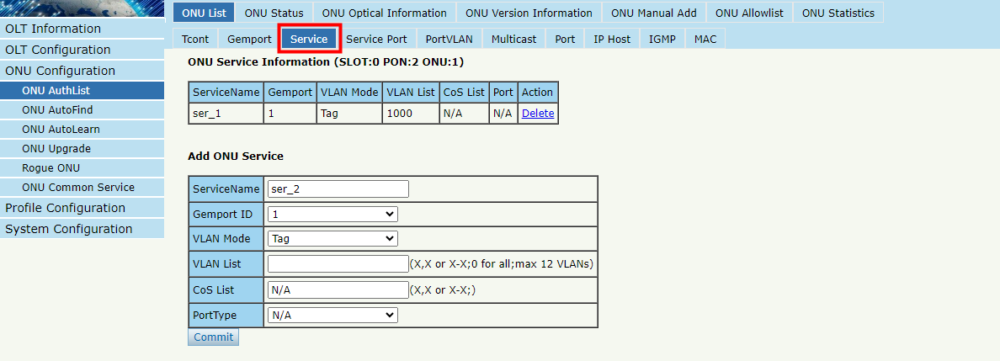 ONU List ONU Status ONU Optical Information ONU Version Information ONU Manual Add ONU Allowlist ONU Statistics
Tcont Gemport Service Service Port PortVLAN Multicast Port IP Host IGMP MAC
OLT Information
OLT Configuration
ONU Configuration
ONU AuthList
ONU AutoFind
ONU AutoLearn
ONU Upgrade
Rogue ONU
ONU Common Service
Profile Configuration
System Configuration
ONU Service Information (SLOT:0 PON:2 ONU:1)
ServiceName Gemport VLAN Mode VLAN List CoS List Port Action
ser_1 1 Tag 1000 N/A N/A Delete
Add ONU Service
ServiceName ser_2
Gemport ID 1
VLAN Mode Tag
VLAN List (X,X or X-X;0 for all;max 12 VLANs)
CoS List N/A (X,X or X-X;)
PortType N/A
Commit